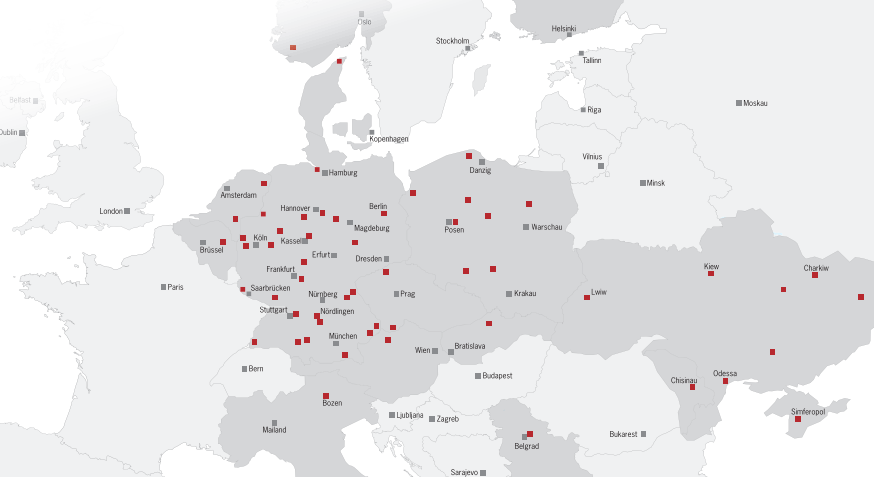 Oslo
Helsinki
Stockholm
Tallinn
Belfast
Moskau
Riga
Dublin
Kopenhagen
Vilnius
Danzig
Hamburg
Minsk
Amsterdam
Berlin
London
Hannover
Magdeburg
Posen
Warschau
Köln
Kassel
Brüssel
Erfurt
Dresden
Kiew
Charkiw
Frankfurt
Paris
Saarbrücken
Nürnberg
Prag
Krakau
Lwiw
Stuttgart
Nördlingen
München
Wien
Bratislava
Bern
Budapest
Chisinau
Odessa
Bozen
Simferopol
Ljubljana
Zagreb
Mailand
Bukarest
Belgrad
Sarajevo